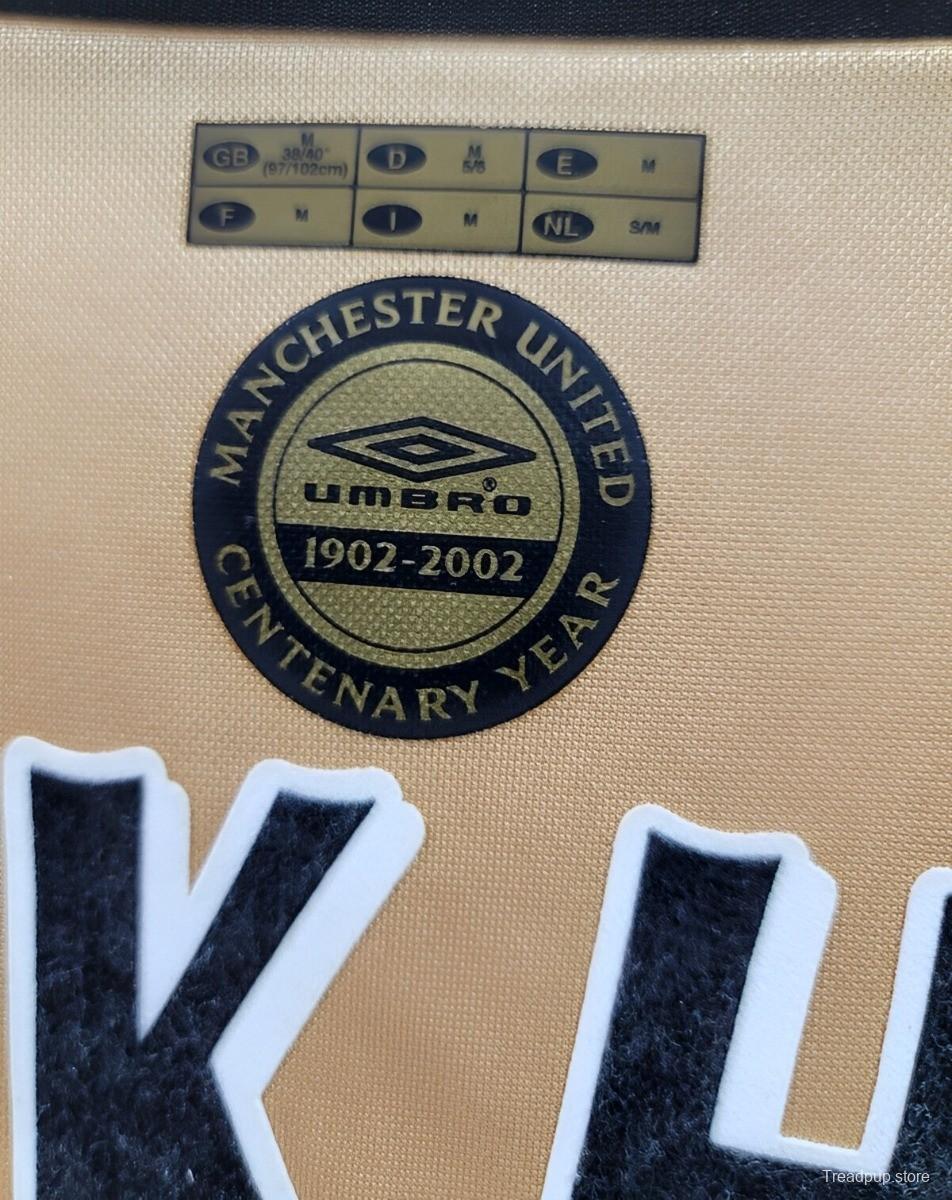 GB M 38/40" (97/102cm) D M 5/6 E M
F M I M NL S/M
MANCHESTER UNITED
UMBRO®
1902-2002
CENTENARY YEAR
K
Treadpup.store